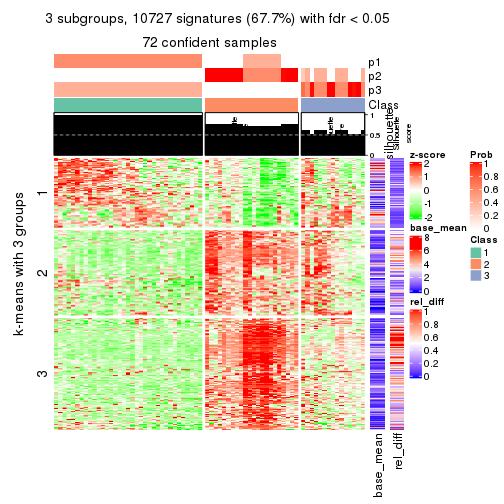 3 subgroups, 10727 signatures (67.7%) with fdr < 0.05
72 confident samples
p1
p2
p3
Class
1
0.5
0
silhouette
Silhouette
score
k-means with 3 groups
1
2
3
base_mean
rel_diff
z-score
2
1
0
-1
-2
base_mean
8
6
4
2
0
rel_diff
1
0.8
0.6
0.4
0.2
0
Prob
1
0.8
0.6
0.4
0.2
0
Class
1
2
3